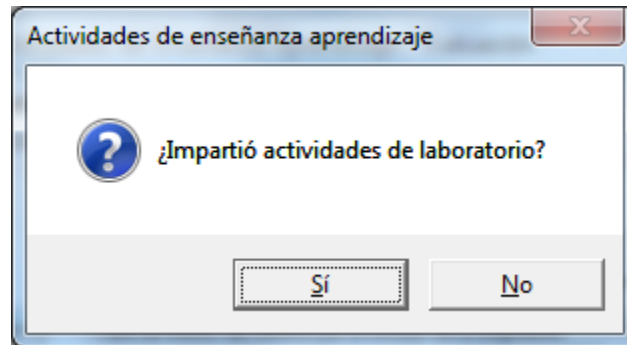 Actividades de enseñanza aprendizaje
¿Impartió actividades de laboratorio?
Sí
No